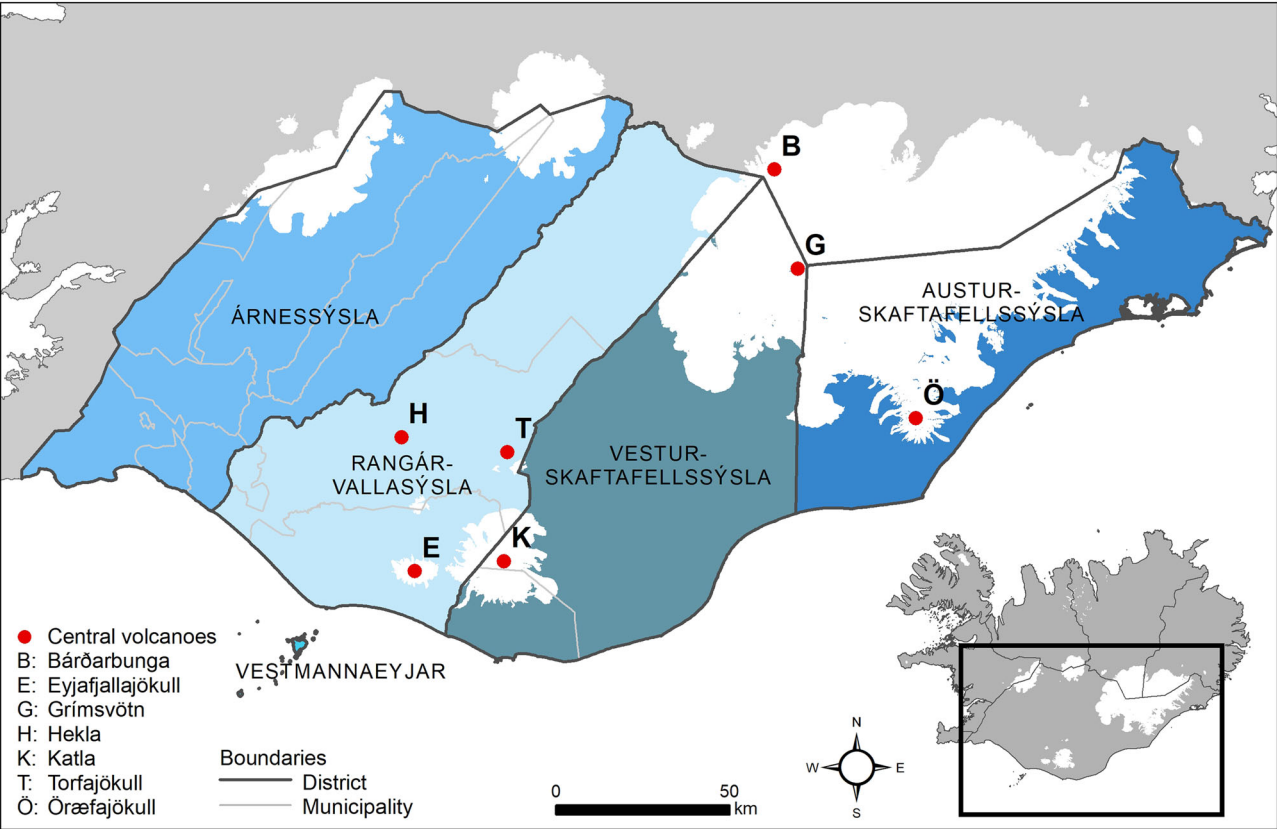 B
G
ÁRNESSÝSLA
AUSTUR-
SKAFTAFELLSSÝSLA
Ö
H
T
RANGÁR-
VALLASÝSLA
VESTUR-
SKAFTAFELLSSÝSLA
K
E
VESTMANNAEYJAR
Central volcanoes
B: Bárðarbunga
E: Eyjafjallajökull
G: Grímsvötn
H: Hekla
K: Katla
T: Torfajökull
Ö: Öræfajökull
Boundaries
District
Municipality
0 50
km
N
W E
S